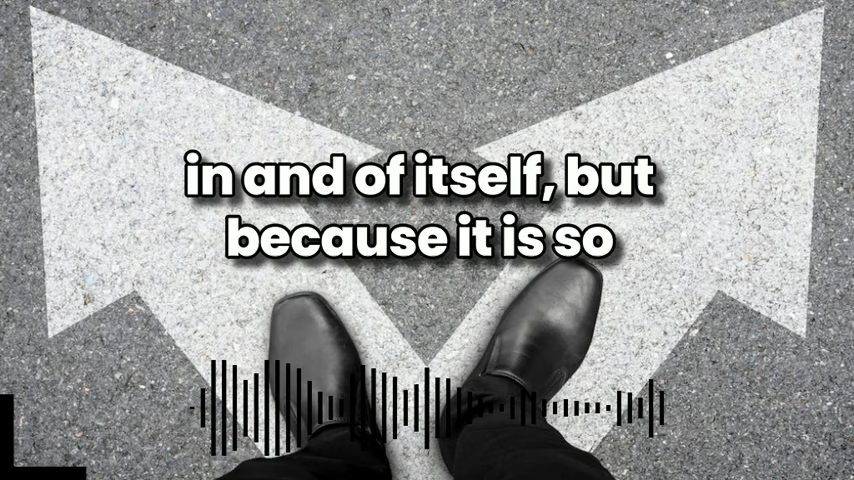 in and of itself, but
because it is so